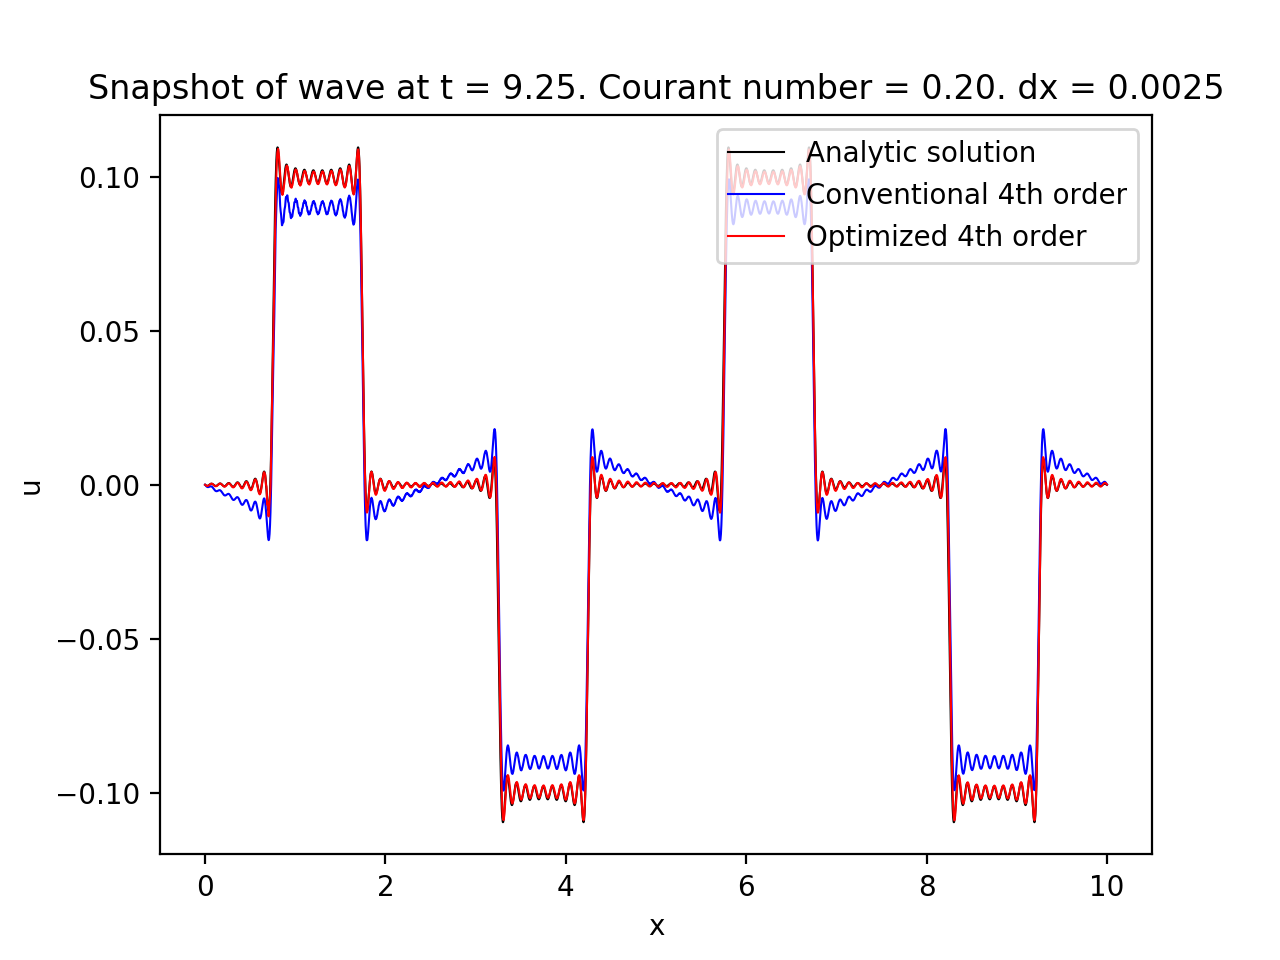 Snapshot of wave at t = 9.25. Courant number = 0.20. dx = 0.0025
Analytic solution
Conventional 4th order
Optimized 4th order
0.10
0.05
0.00
−0.05
−0.10
u
0 2 4 6 8 10
x